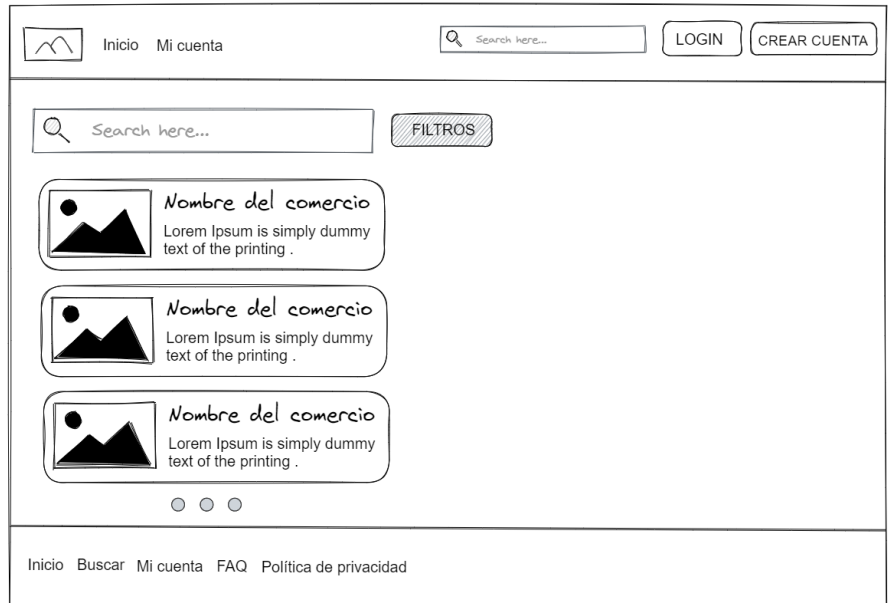 Inicio Mi cuenta Search here... LOGIN CREAR CUENTA
Search here... FILTROS
Nombre del comercio
Lorem Ipsum is simply dummy
text of the printing .
Nombre del comercio
Lorem Ipsum is simply dummy
text of the printing .
Nombre del comercio
Lorem Ipsum is simply dummy
text of the printing .
Inicio Buscar Mi cuenta FAQ Política de privacidad